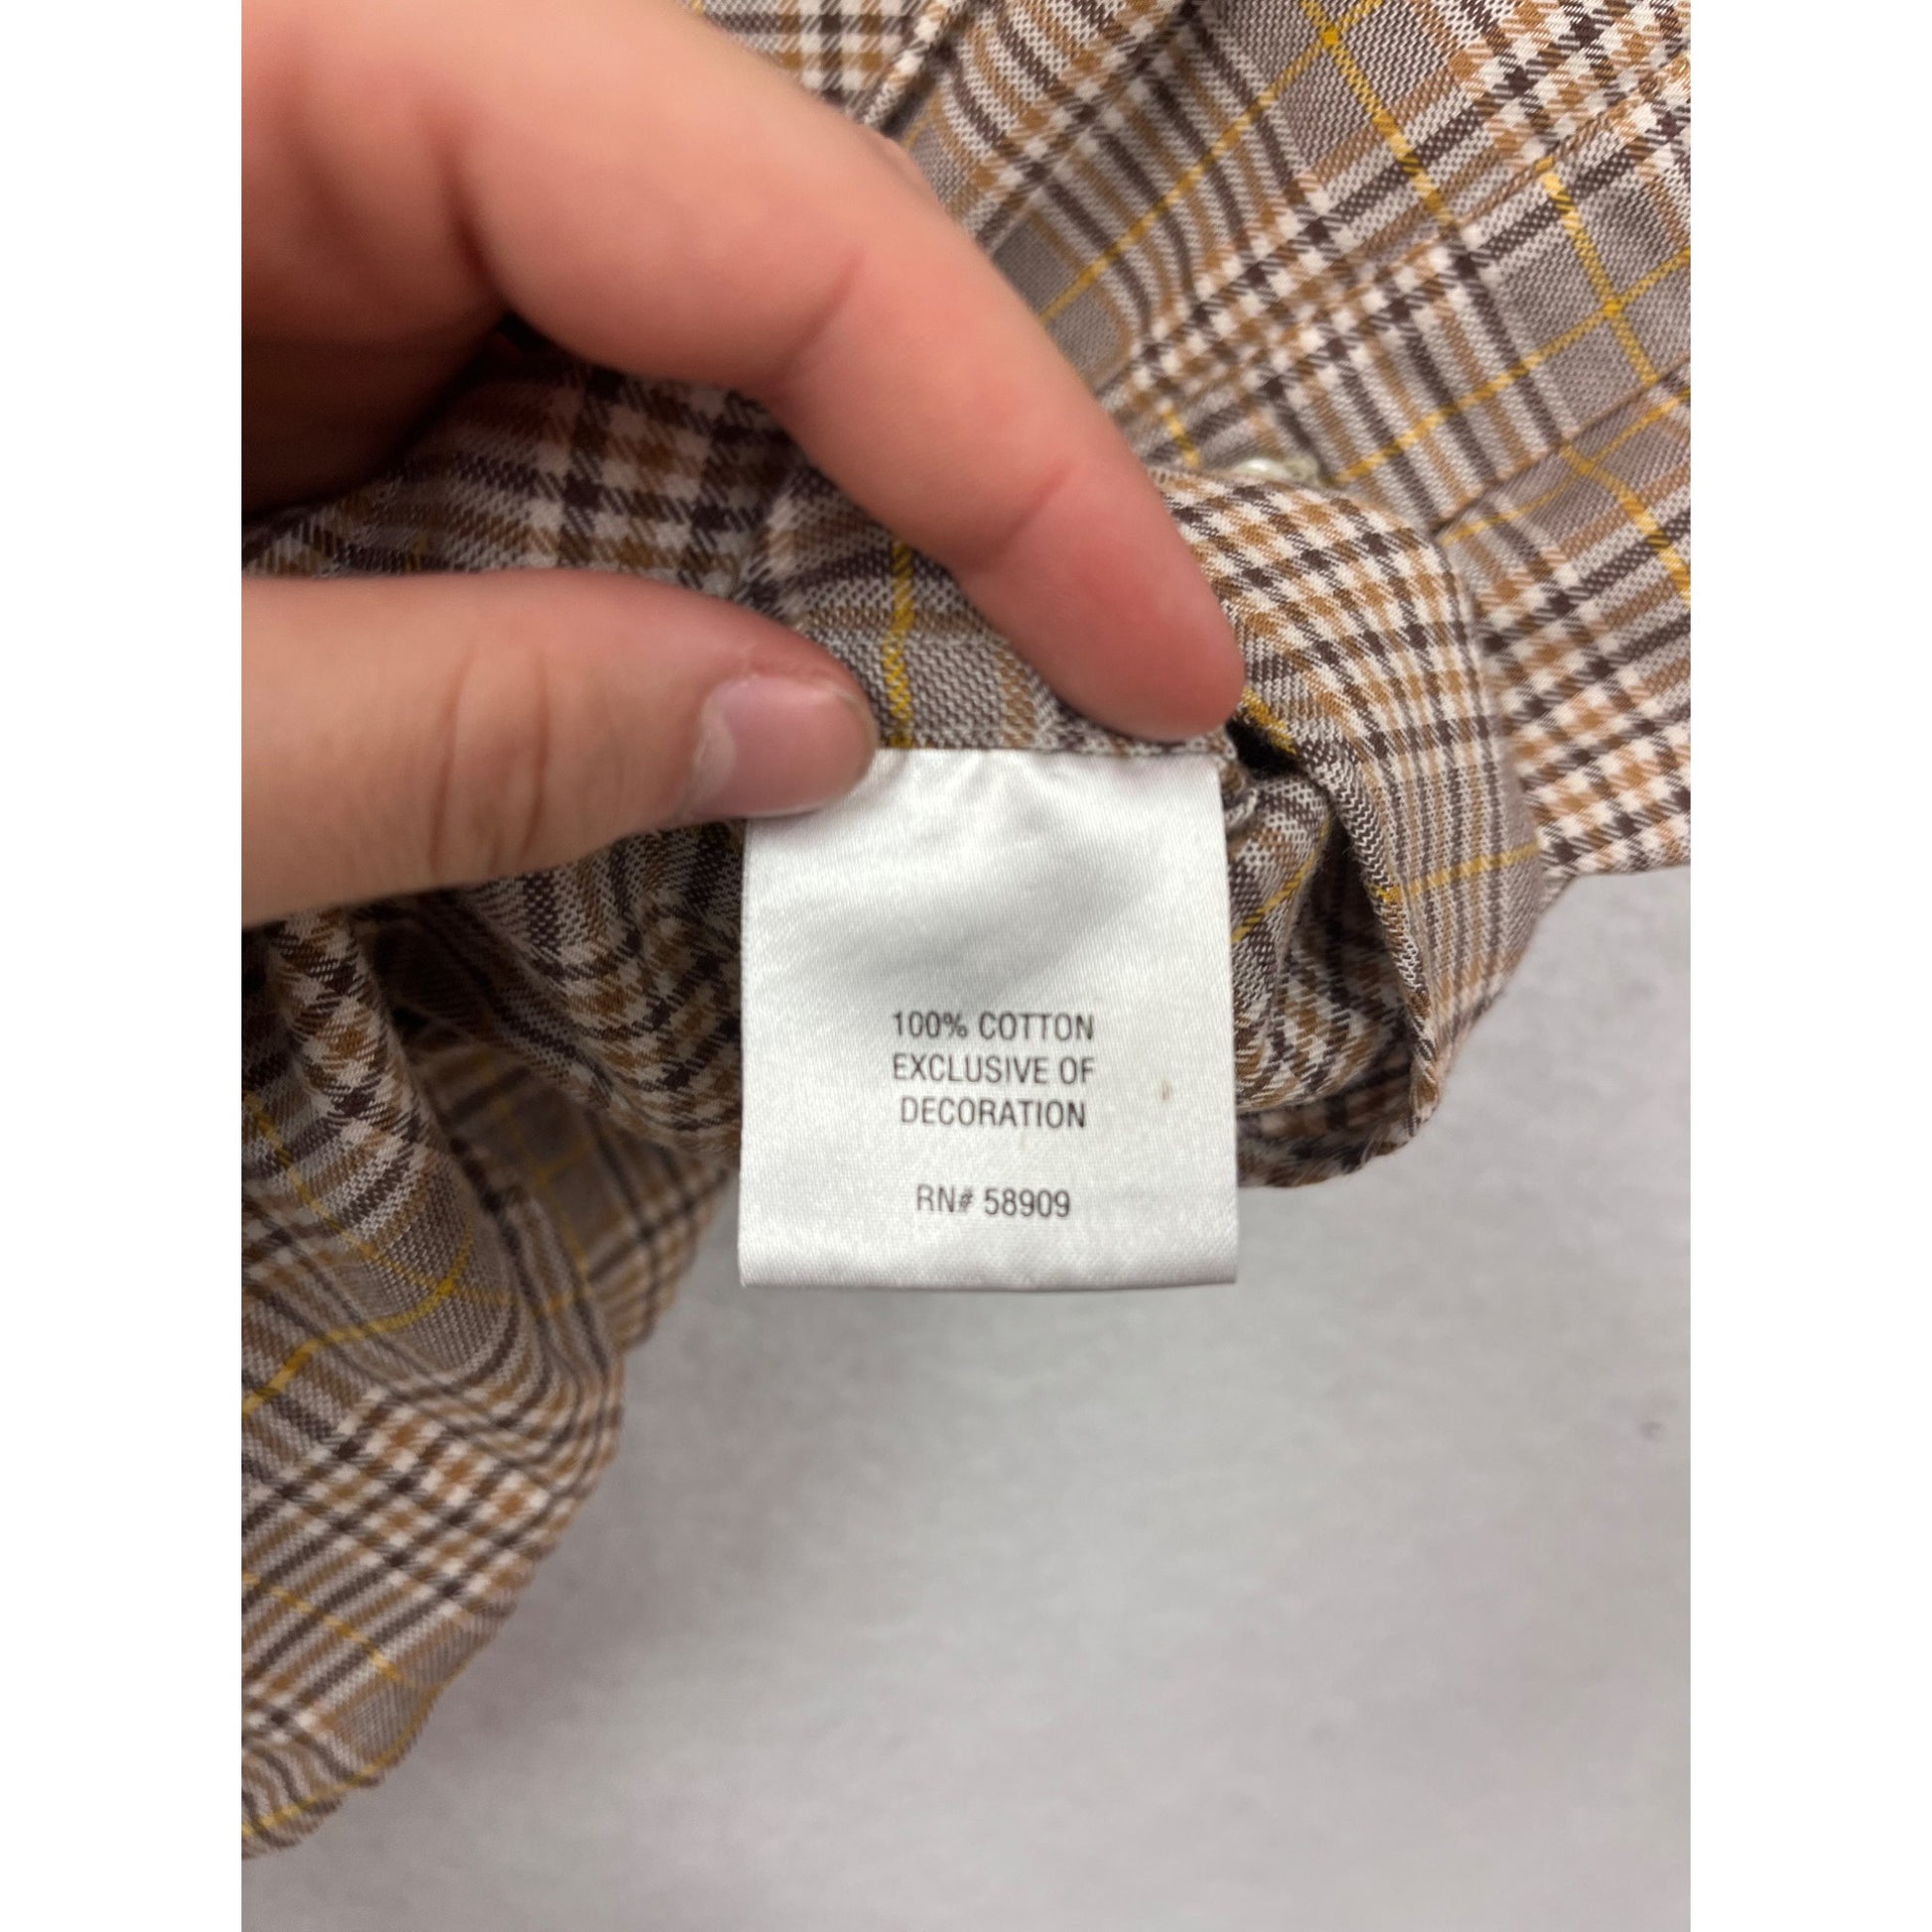 100% COTTON
EXCLUSIVE OF
DECORATION
RN# 58909